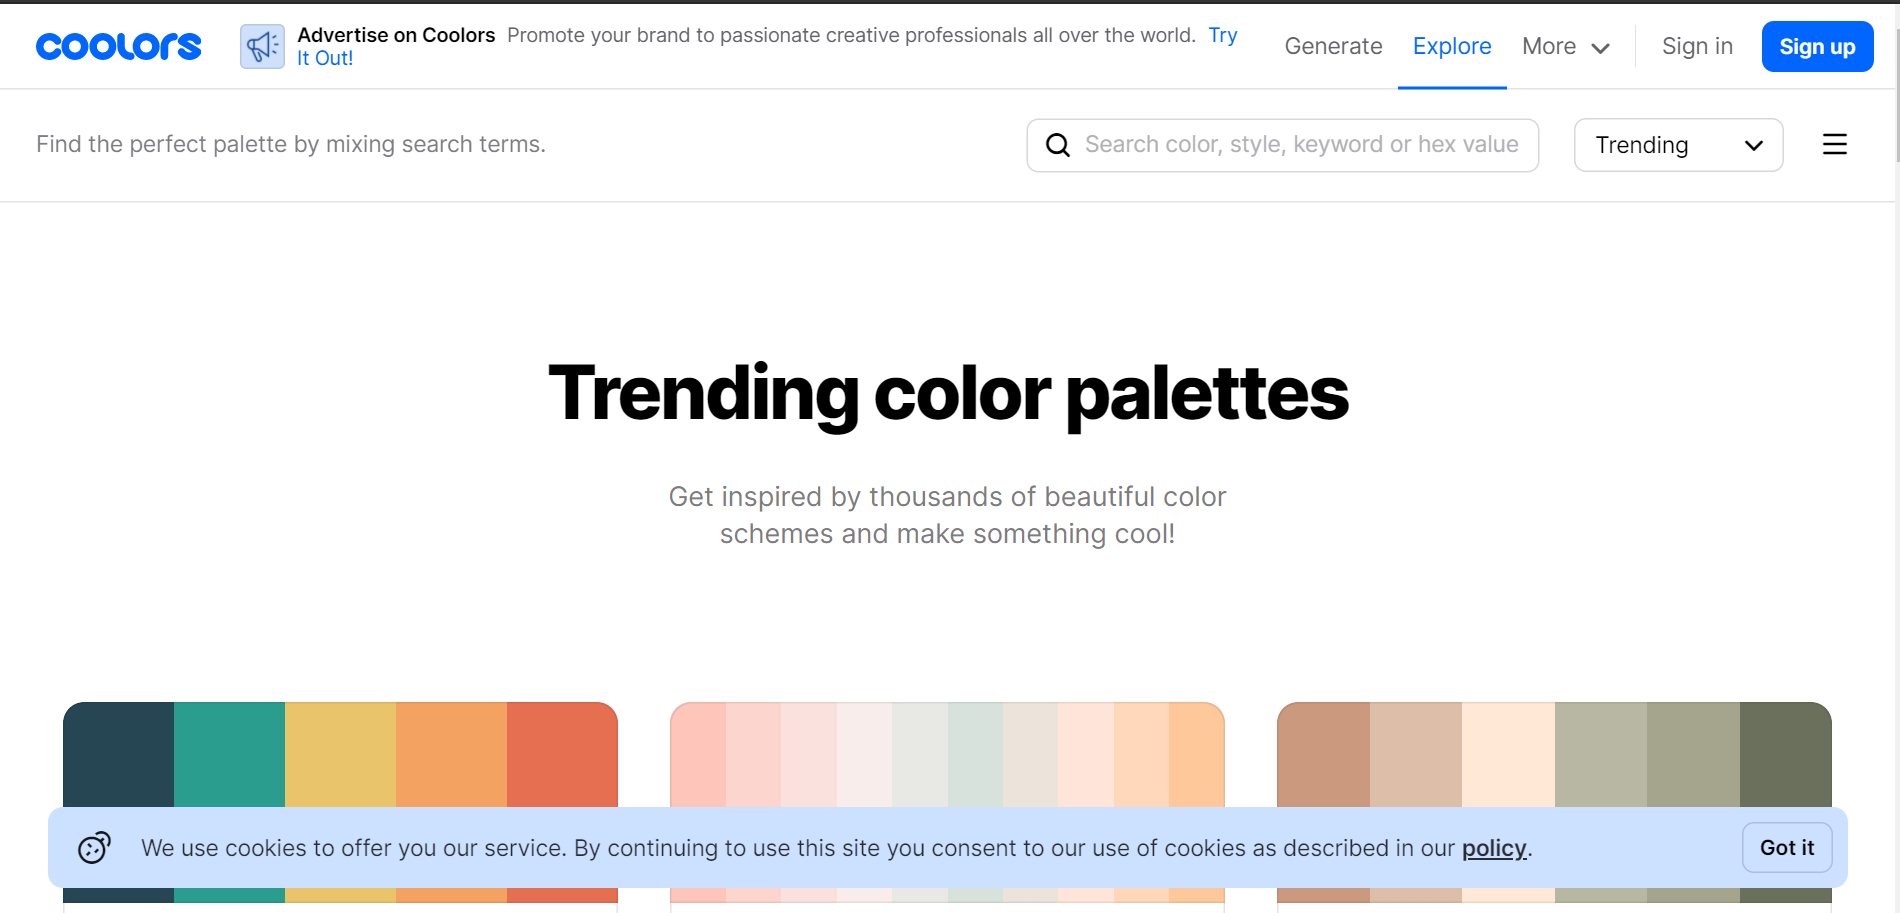 coolors
Advertise on Coolors Promote your brand to passionate creative professionals all over the world. Try
It Out!
Generate
Explore
More
Sign in
Sign up
Find the perfect palette by mixing search terms.
Search color, style, keyword or hex value
Trending
Trending color palettes
Get inspired by thousands of beautiful color
schemes and make something cool!
We use cookies to offer you our service. By continuing to use this site you consent to our use of cookies as described in our policy.
Got it